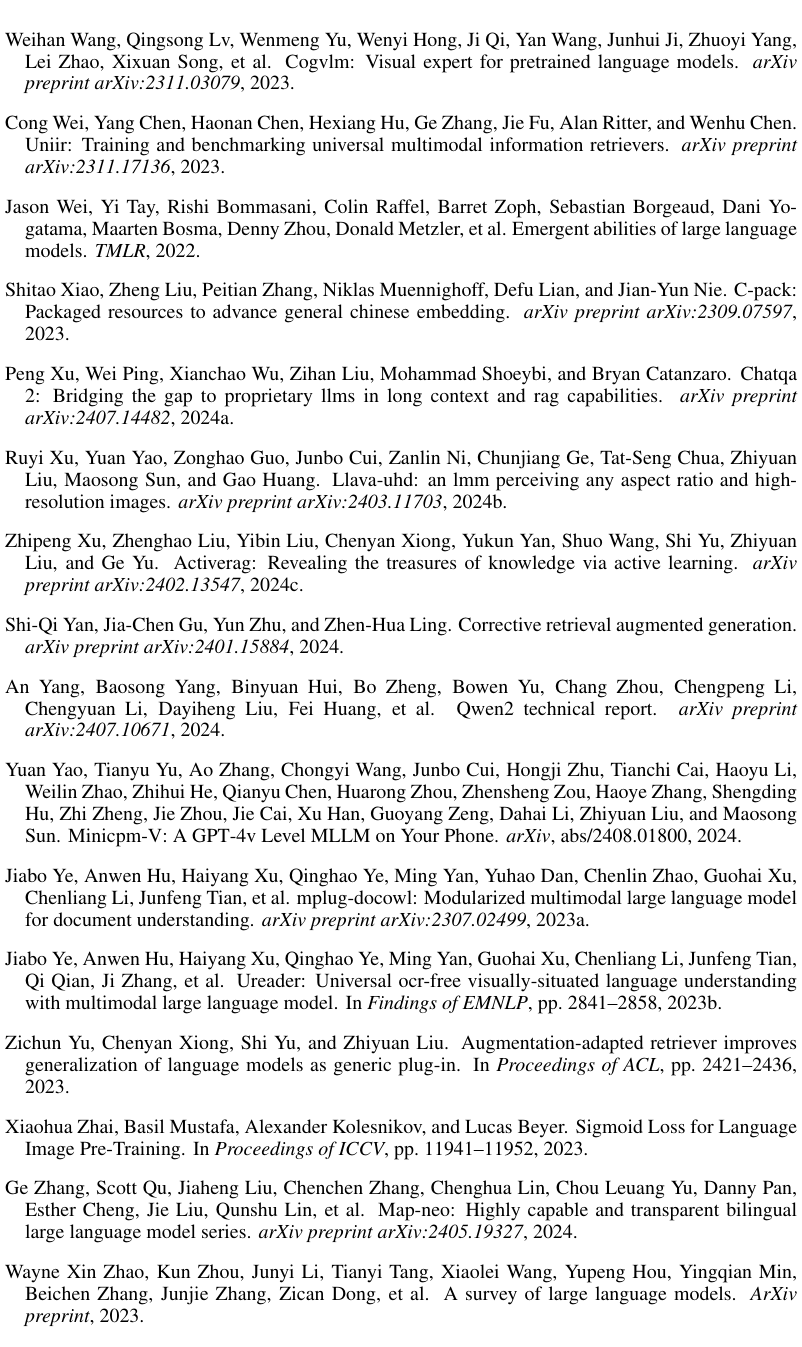 Weihan Wang, Qingsong Lv, Wenmeng Yu, Wenyi Hong, Ji Qi, Yan Wang, Junhui Ji, Zhuoyi Yang,
Lei Zhao, Xixuan Song, et al. Cogvlm: Visual expert for pretrained language models. arXiv
preprint arXiv:2311.03079, 2023.
Cong Wei, Yang Chen, Haonan Chen, Hexiang Hu, Ge Zhang, Jie Fu, Alan Ritter, and Wenhu Chen.
Uniir: Training and benchmarking universal multimodal information retrievers. arXiv preprint
arXiv:2311.17136, 2023.
Jason Wei, Yi Tay, Rishi Bommasani, Colin Raffel, Barret Zoph, Sebastian Borgeaud, Dani Yo-
gatama, Maarten Bosma, Denny Zhou, Donald Metzler, et al. Emergent abilities of large language
models. TMLR, 2022.
Shitao Xiao, Zheng Liu, Peitian Zhang, Niklas Muennighoff, Defu Lian, and Jian-Yun Nie. C-pack:
Packaged resources to advance general chinese embedding. arXiv preprint arXiv:2309.07597,
2023.
Peng Xu, Wei Ping, Xianchao Wu, Zihan Liu, Mohammad Shoeybi, and Bryan Catanzaro. Chatqa
2: Bridging the gap to proprietary llms in long context and rag capabilities. arXiv preprint
arXiv:2407.14482, 2024a.
Ruyi Xu, Yuan Yao, Zonghao Guo, Junbo Cui, Zanlin Ni, Chunjiang Ge, Tat-Seng Chua, Zhiyuan
Liu, Maosong Sun, and Gao Huang. Llava-uhd: an lmm perceiving any aspect ratio and high-
resolution images. arXiv preprint arXiv:2403.11703, 2024b.
Zhipeng Xu, Zhenghao Liu, Yibin Liu, Chenyan Xiong, Yukun Yan, Shuo Wang, Shi Yu, Zhiyuan
Liu, and Ge Yu. Activerag: Revealing the treasures of knowledge via active learning. arXiv
preprint arXiv:2402.13547, 2024c.
Shi-Qi Yan, Jia-Chen Gu, Yun Zhu, and Zhen-Hua Ling. Corrective retrieval augmented generation.
arXiv preprint arXiv:2401.15884, 2024.
An Yang, Baosong Yang, Binyuan Hui, Bo Zheng, Bowen Yu, Chang Zhou, Chengpeng Li,
Chengyuan Li, Dayiheng Liu, Fei Huang, et al. Qwen2 technical report. arXiv preprint
arXiv:2407.10671, 2024.
Yuan Yao, Tianyu Yu, Ao Zhang, Chongyi Wang, Junbo Cui, Hongji Zhu, Tianchi Cai, Haoyu Li,
Weilin Zhao, Zhihui He, Qianyu Chen, Huarong Zhou, Zhensheng Zou, Haoye Zhang, Shengding
Hu, Zhi Zheng, Jie Zhou, Jie Cai, Xu Han, Guoyang Zeng, Dahai Li, Zhiyuan Liu, and Maosong
Sun. Minicpm-V: A GPT-4v Level MLLM on Your Phone. arXiv, abs/2408.01800, 2024.
Jiabo Ye, Anwen Hu, Haiyang Xu, Qinghao Ye, Ming Yan, Yuhao Dan, Chenlin Zhao, Guohai Xu,
Chenliang Li, Junfeng Tian, et al. mplug-docowl: Modularized multimodal large language model
for document understanding. arXiv preprint arXiv:2307.02499, 2023a.
Jiabo Ye, Anwen Hu, Haiyang Xu, Qinghao Ye, Ming Yan, Guohai Xu, Chenliang Li, Junfeng Tian,
Qi Qian, Ji Zhang, et al. Ureader: Universal ocr-free visually-situated language understanding
with multimodal large language model. In Findings of EMNLP, pp. 2841–2858, 2023b.
Zichun Yu, Chenyan Xiong, Shi Yu, and Zhiyuan Liu. Augmentation-adapted retriever improves
generalization of language models as generic plug-in. In Proceedings of ACL, pp. 2421–2436,
2023.
Xiaohua Zhai, Basil Mustafa, Alexander Kolesnikov, and Lucas Beyer. Sigmoid Loss for Language
Image Pre-Training. In Proceedings of ICCV, pp. 11941–11952, 2023.
Ge Zhang, Scott Qu, Jiaheng Liu, Chenchen Zhang, Chenghua Lin, Chou Leuang Yu, Danny Pan,
Esther Cheng, Jie Liu, Qunshu Lin, et al. Map-neo: Highly capable and transparent bilingual
large language model series. arXiv preprint arXiv:2405.19327, 2024.
Wayne Xin Zhao, Kun Zhou, Junyi Li, Tianyi Tang, Xiaolei Wang, Yupeng Hou, Yingqian Min,
Beichen Zhang, Junjie Zhang, Zican Dong, et al. A survey of large language models. ArXiv
preprint, 2023.